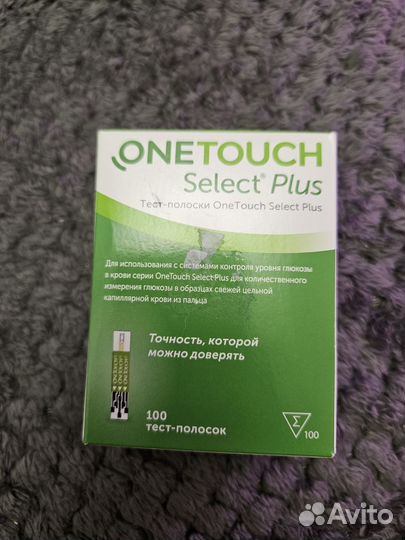 ONETOUCH
Select® Plus
Тест-полоски OneTouch Select Plus
Для использования с системами контроля уровня глюкозы
в крови серии OneTouch Select Plus для количественного
измерения глюкозы в образцах свежей цельной
капиллярной крови из пальца
Точность, которой
можно доверять
ONETOUCH
100
тест-полосок
Σ
100
Avito